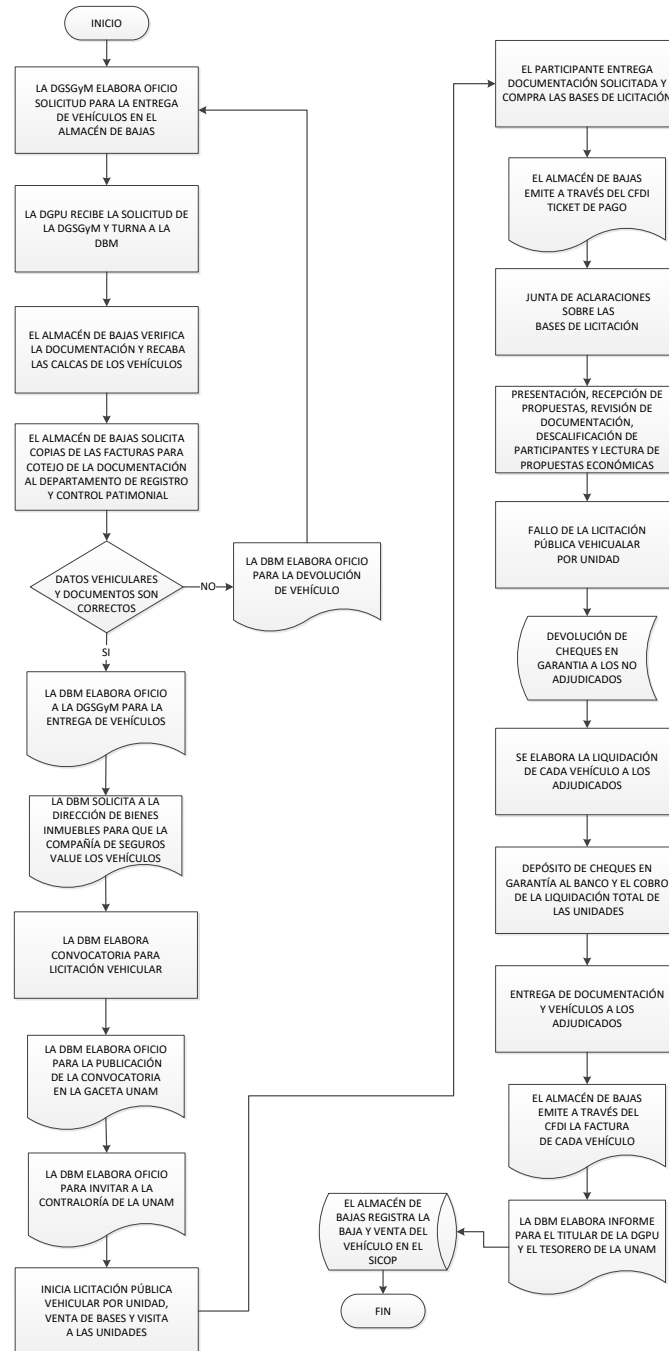 INICIO
LA DGSGyM ELABORA OFICIO
SOLICITUD PARA LA ENTREGA
DE VEHÍCULOS EN EL
ALMACÉN DE BAJAS
LA DGPU RECIBE LA SOLICITUD DE
LA DGSGyM Y TURNA A LA
DBM
EL ALMACÉN DE BAJAS VERIFICA
LA DOCUMENTACIÓN Y RECABA
LAS CALCAS DE LOS VEHÍCULOS
EL ALMACÉN DE BAJAS SOLICITA
COPIAS DE LAS FACTURAS PARA
COTEJO DE LA DOCUMENTACIÓN
AL DEPARTAMENTO DE REGISTRO
Y CONTROL PATIMONIAL
DATOS VEHICULARES
Y DOCUMENTOS SON
CORRECTOS
NO
LA DBM ELABORA OFICIO
PARA LA DEVOLUCIÓN
DE VEHÍCULO
SI
LA DBM ELABORA OFICIO
A LA DGSGyM PARA LA
ENTREGA DE VEHÍCULOS
LA DBM SOLICITA A LA
DIRECCIÓN DE BIENES
INMUEBLES PARA QUE LA
COMPAÑÍA DE SEGUROS
VALUE LOS VEHÍCULOS
LA DBM ELABORA
CONVOCATORIA PARA
LICITACIÓN VEHICULAR
LA DBM ELABORA OFICIO
PARA LA PUBLICACIÓN
DE LA CONVOCATORIA
EN LA GACETA UNAM
LA DBM ELABORA OFICIO
PARA INVITAR A LA
CONTRALORÍA DE LA UNAM
INICIA LICITACIÓN PÚBLICA
VEHICULAR POR UNIDAD,
VENTA DE BASES Y VISITA
A LAS UNIDADES
EL PARTICIPANTE ENTREGA
DOCUMENTACIÓN SOLICITADA Y
COMPRA LAS BASES DE LICITACIÓN
EL ALMACÉN DE BAJAS
EMITE A TRAVÉS DEL CFDI
TICKET DE PAGO
JUNTA DE ACLARACIONES
SOBRE LAS
BASES DE LICITACIÓN
PRESENTACIÓN, RECEPCIÓN DE
PROPUESTAS, REVISIÓN DE
DOCUMENTACIÓN,
DESCALIFICACIÓN DE
PARTICIPANTES Y LECTURA DE
PROPUESTAS ECONÓMICAS
FALLO DE LA LICITACIÓN
PÚBLICA VEHICUALAR
POR UNIDAD
DEVOLUCIÓN DE
CHEQUES EN
GARANTIA A LOS NO
ADJUDICADOS
SE ELABORA LA LIQUIDACIÓN
DE CADA VEHÍCULO A LOS
ADJUDICADOS
DEPÓSITO DE CHEQUES EN
GARANTÍA AL BANCO Y EL COBRO
DE LA LIQUIDACIÓN TOTAL DE
LAS UNIDADES
ENTREGA DE DOCUMENTACIÓN
Y VEHÍCULOS A LOS
ADJUDICADOS
EL ALMACÉN DE BAJAS
EMITE A TRAVÉS DEL
CFDI LA FACTURA
DE CADA VEHÍCULO
LA DBM ELABORA INFORME
PARA EL TITULAR DE LA DGPU
Y EL TESORERO DE LA UNAM
EL ALMACÉN DE
BAJAS REGISTRA LA
BAJA Y VENTA DEL
VEHÍCULO EN EL
SICOP
FIN